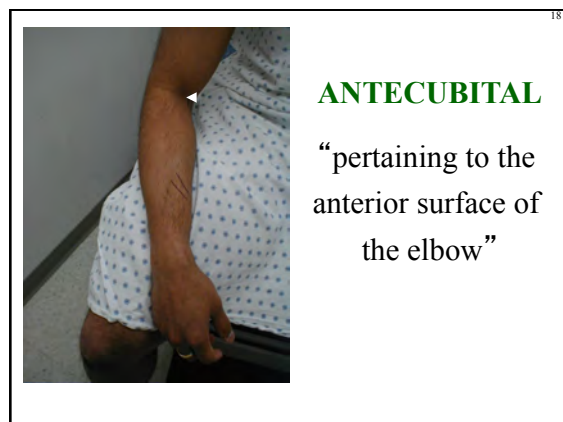 18
ANTECUBITAL
“pertaining to the
anterior surface of
the elbow”